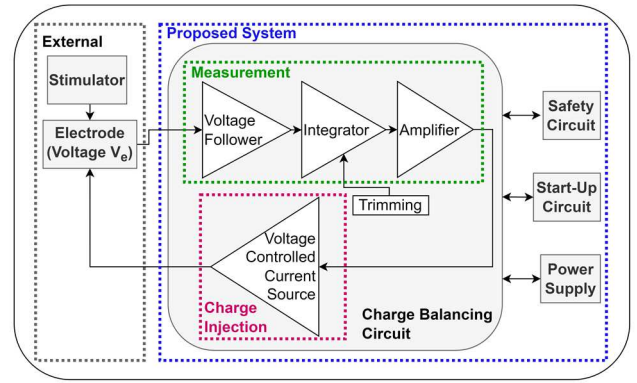 External
Stimulator
Electrode
(Voltage Ve)
Proposed System
Measurement
Voltage
Follower
Integrator
Amplifier
Trimming
Voltage
Controlled
Current
Source
Charge
Injection
Charge Balancing
Circuit
Safety
Circuit
Start-Up
Circuit
Power
Supply